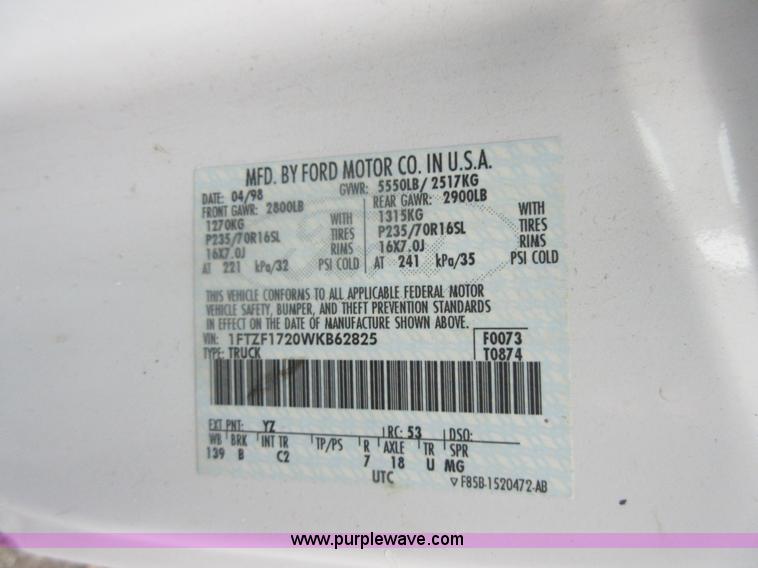 MFD. BY FORD MOTOR CO. IN U.S.A.
DATE: 04/98 GVWR: 5550LB/ 2517KG
FRONT GAWR: 2800LB REAR GAWR: 2900LB
1270KG WITH 1315KG WITH
P235/70R16SL TIRES P235/70R16SL TIRES
16X7.0J RIMS 16X7.0J RIMS
AT 221 kPa/32 PSI COLD AT 241 kPa/35 PSI COLD
THIS VEHICLE CONFORMS TO ALL APPLICABLE FEDERAL MOTOR
VEHICLE SAFETY, BUMPER, AND THEFT PREVENTION STANDARDS
IN EFFECT ON THE DATE OF MANUFACTURE SHOWN ABOVE.
VIN: 1FTZF1720WKB62825 F0073
TYPE: TRUCK T0874
EXT PNT: YZ RC: 53 DSO:
WB BRK INT TR TP/PS R AXLE TR SPR
139 B C2 7 18 U MG
UTC F85B-1520472-AB
www.purplewave.com